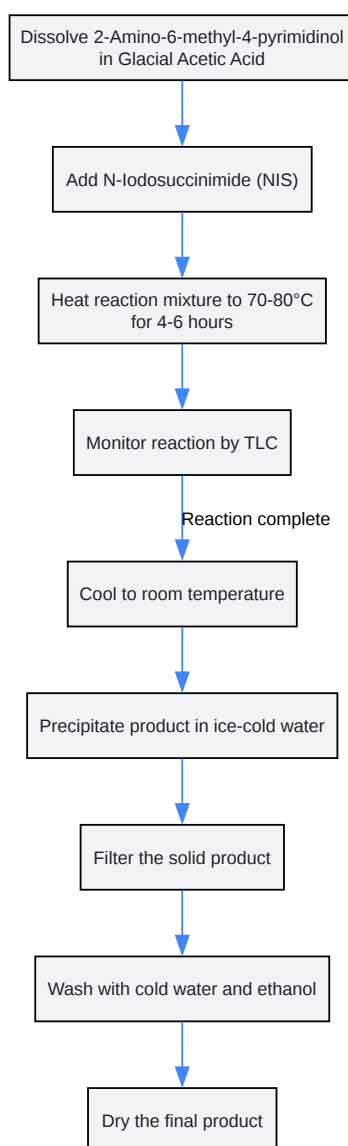 Dissolve 2-Amino-6-methyl-4-pyrimidinol
in Glacial Acetic Acid
Add N-Iodosuccinimide (NIS)
Heat reaction mixture to 70-80°C
for 4-6 hours
Monitor reaction by TLC
Reaction complete
Cool to room temperature
Precipitate product in ice-cold water
Filter the solid product
Wash with cold water and ethanol
Dry the final product